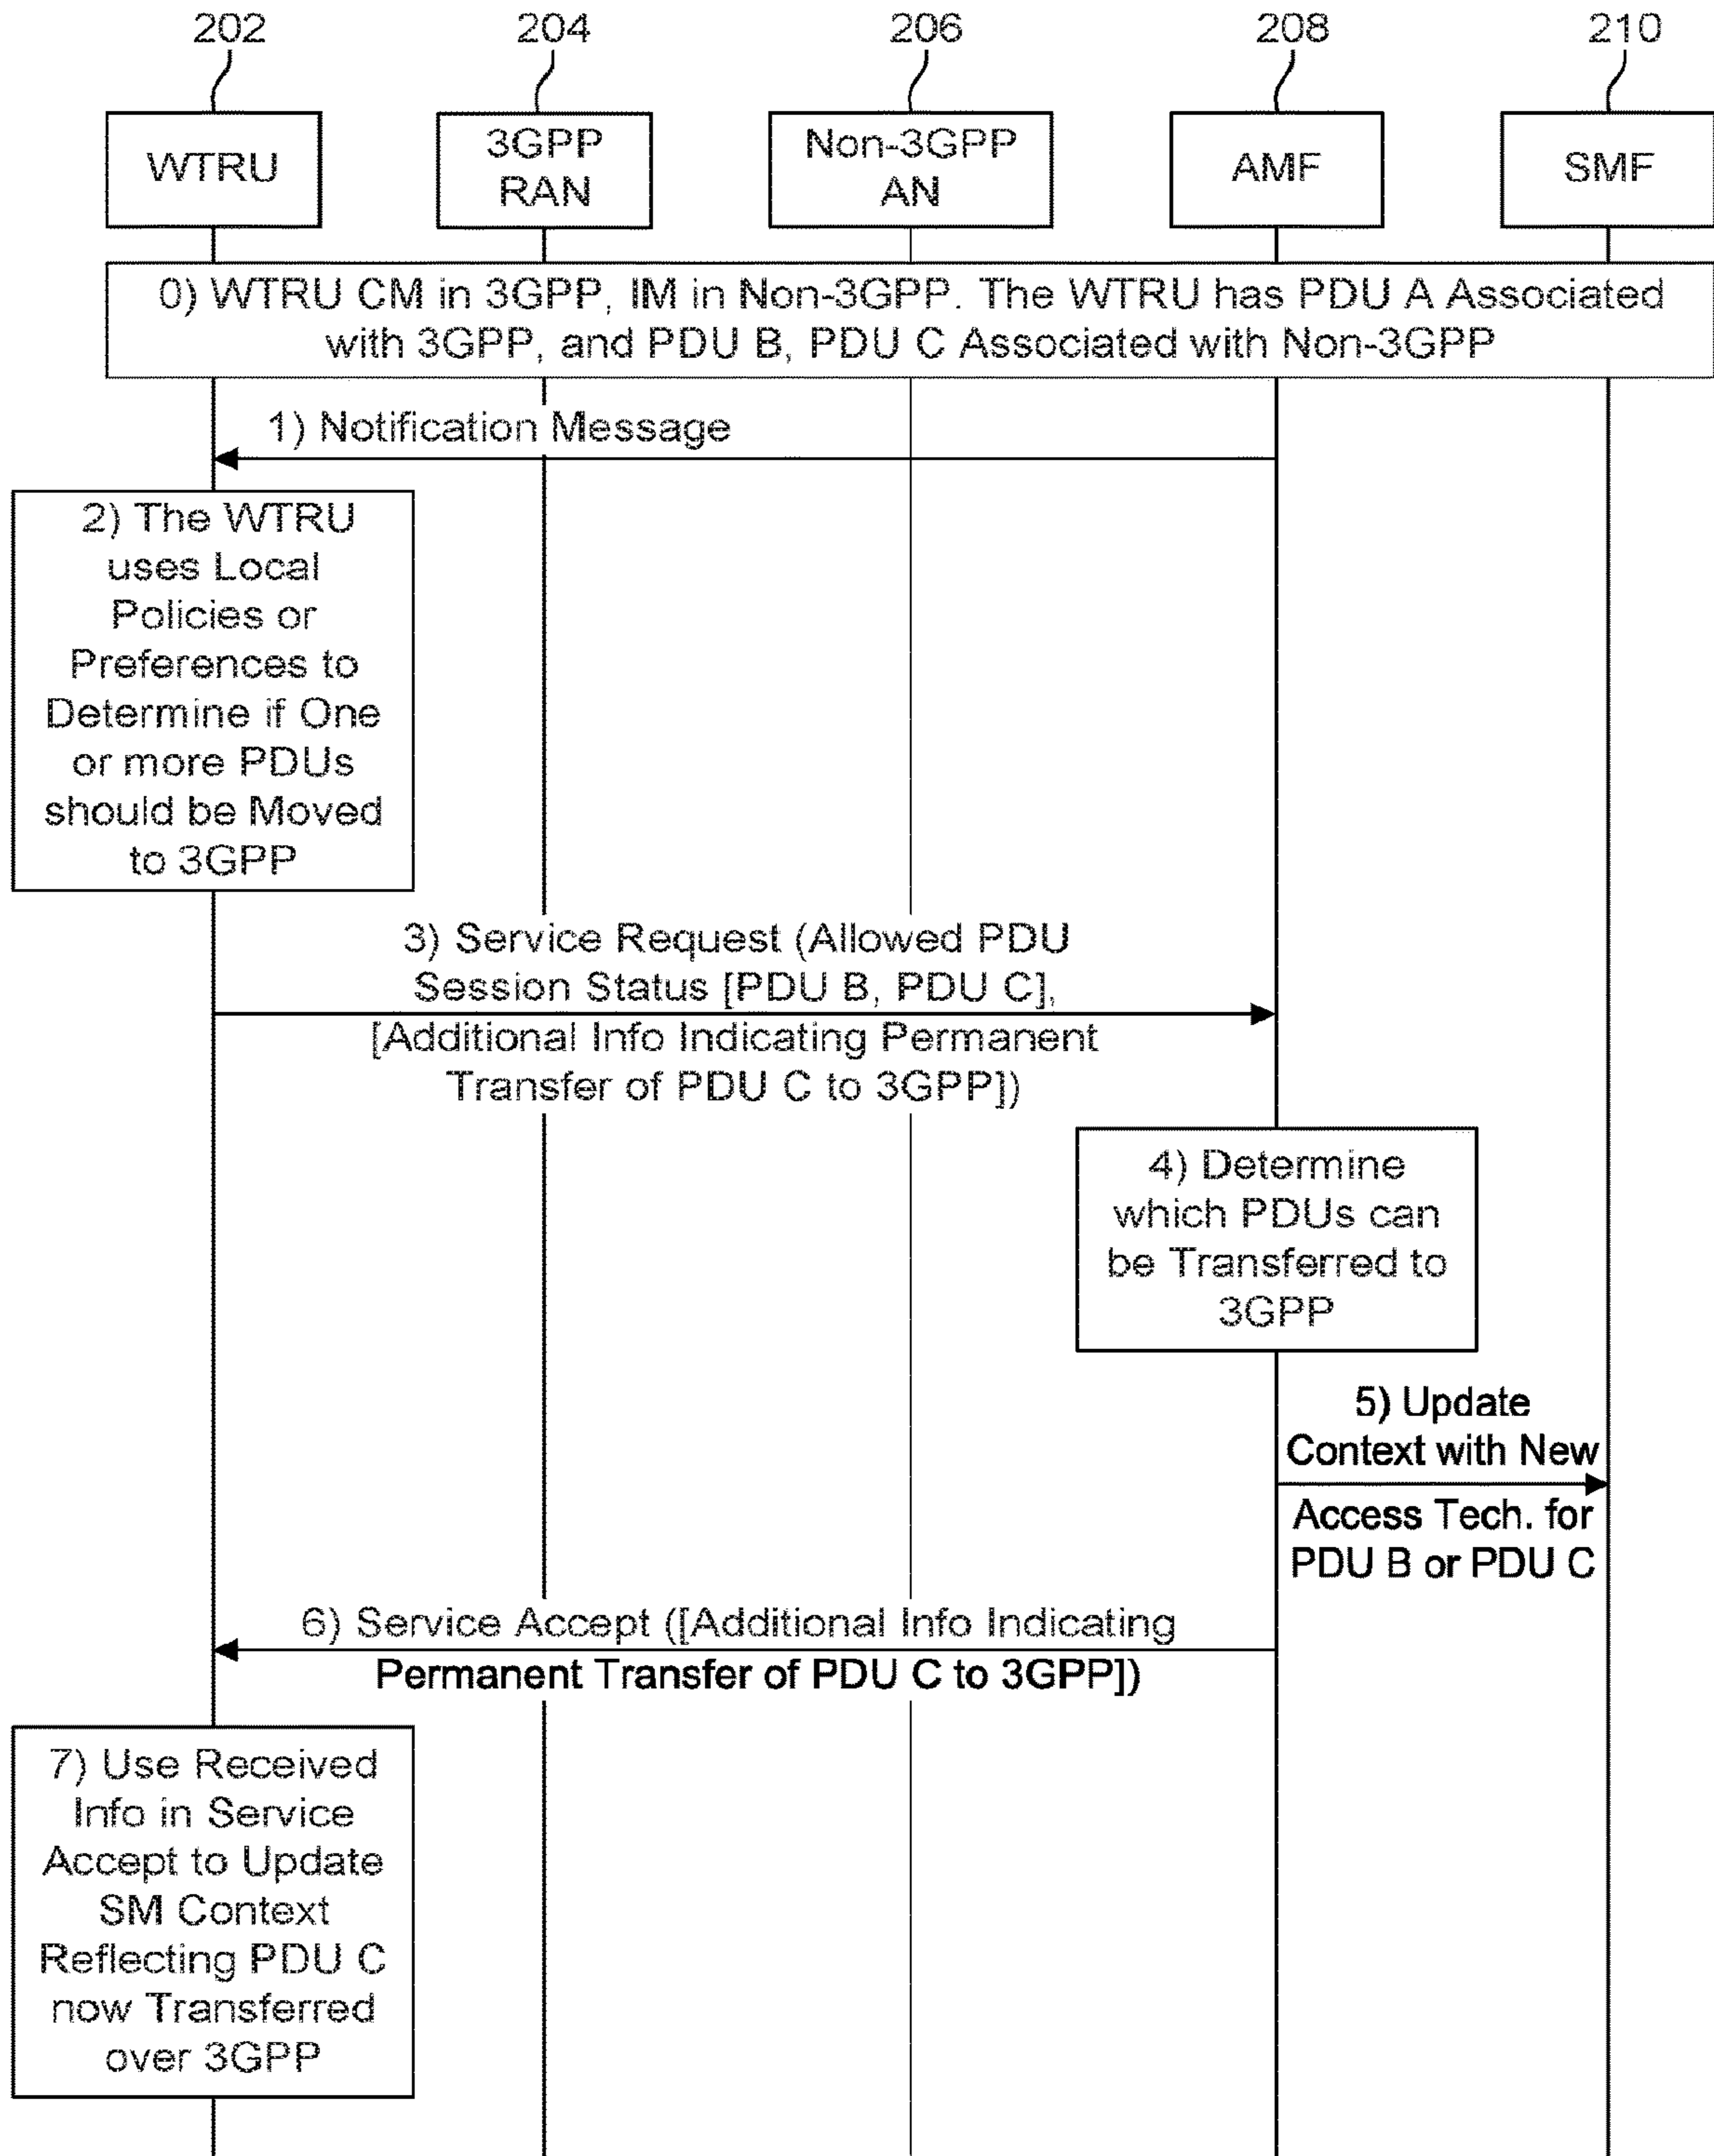 202
204
206
208
210
WTRU
3GPP
RAN
Non-3GPP
AN
AMF
SMF
0) WTRU CM in 3GPP, IM in Non-3GPP. The WTRU has PDU A Associated
with 3GPP, and PDU B, PDU C Associated with Non-3GPP
1) Notification Message
2) The WTRU
uses Local
Policies or
Preferences to
Determine if One
or more PDUs
should be Moved
to 3GPP
3) Service Request (Allowed PDU
Session Status [PDU B, PDU C],
[Additional Info Indicating Permanent
Transfer of PDU C to 3GPP])
4) Determine
which PDUs can
be Transferred to
3GPP
5) Update
Context with New
Access Tech. for
PDU B or PDU C
6) Service Accept ([Additional Info Indicating
Permanent Transfer of PDU C to 3GPP])
7) Use Received
Info in Service
Accept to Update
SM Context
Reflecting PDU C
now Transferred
over 3GPP